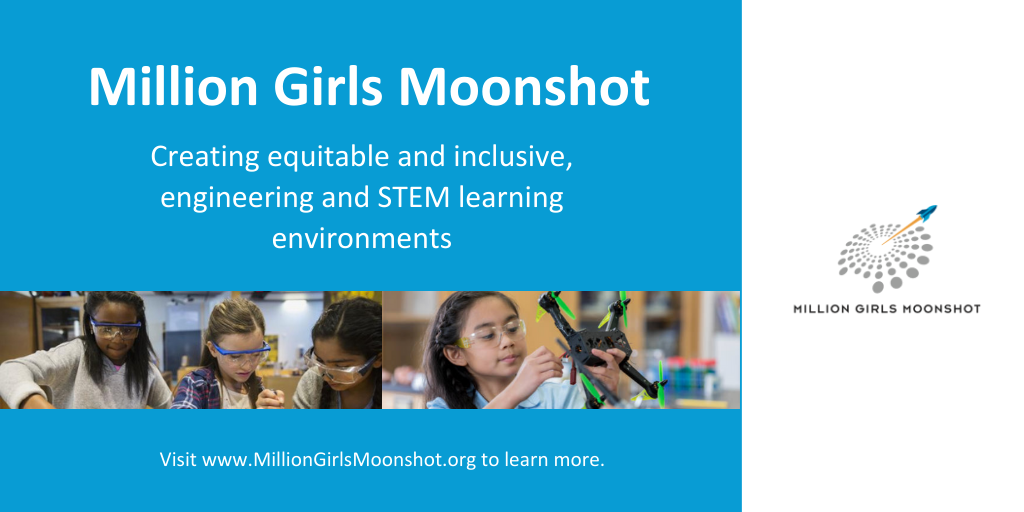 Million Girls Moonshot
Creating equitable and inclusive,
engineering and STEM learning
environments
MILLION GIRLS MOONSHOT
Visit www.MillionGirlsMoonshot.org to learn more.